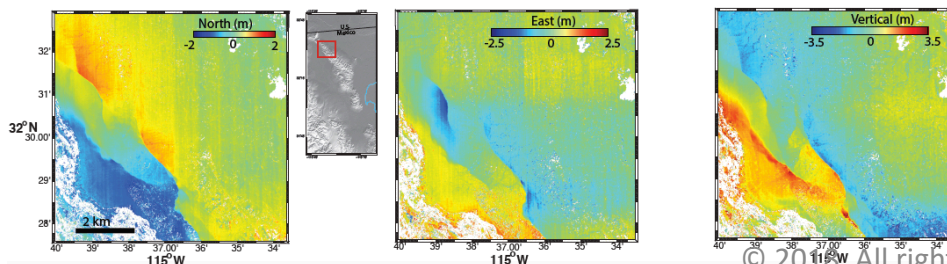 North (m)
-2 0 2
32'
31'
32°N
30.00'
29'
28'
2 km
40' 39' 38' 37.00' 36' 35' 34'
115°W
U.S
Mexico
East (m)
-2.5 0 2.5
40' 39' 38' 37.00' 36' 35' 34'
115°W
Vertical (m)
-3.5 0 3.5
40' 39' 38' 37.00' 36' 35' 34'
115°W
All righ